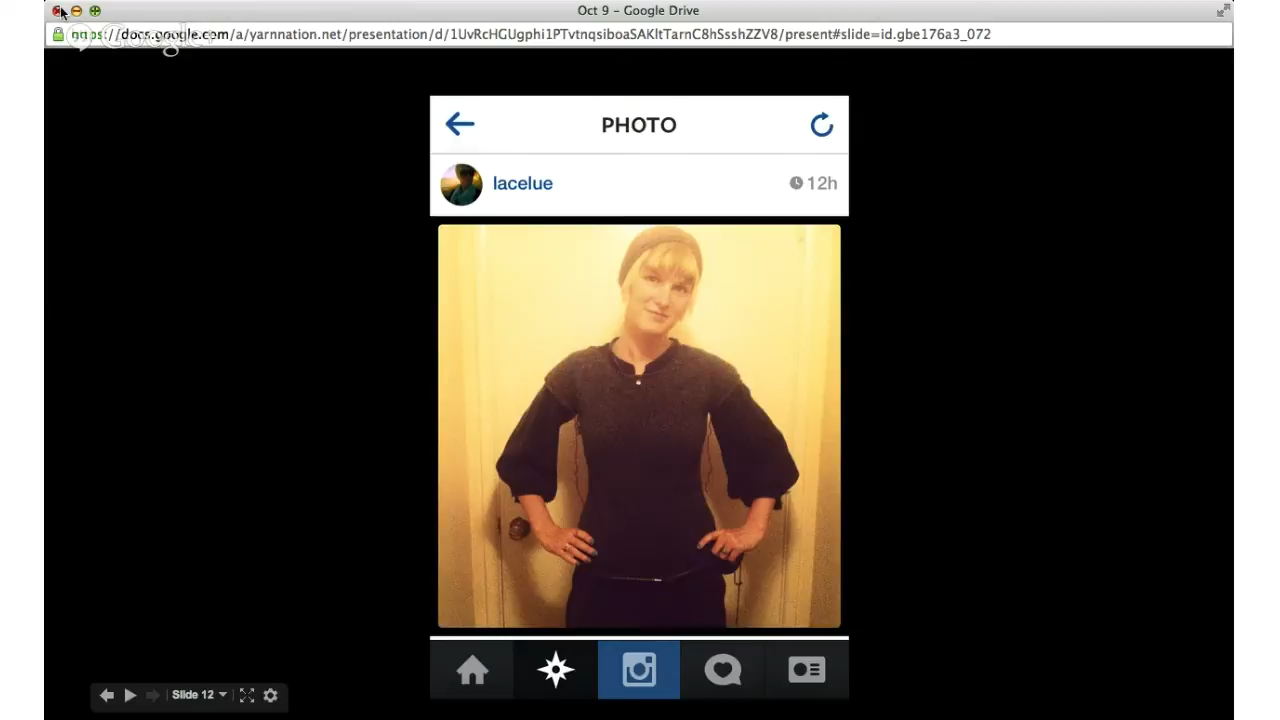 Oct 9 – Google Drive
https://docs.google.com/a/yarnnation.net/presentation/d/1UvRcHGUgphi1PTvtnqsiboaSAKltTarnC8hSsshZZV8/present#slide=id.gbe176a3_072
Google+
PHOTO
lacelue
12h
Slide 12